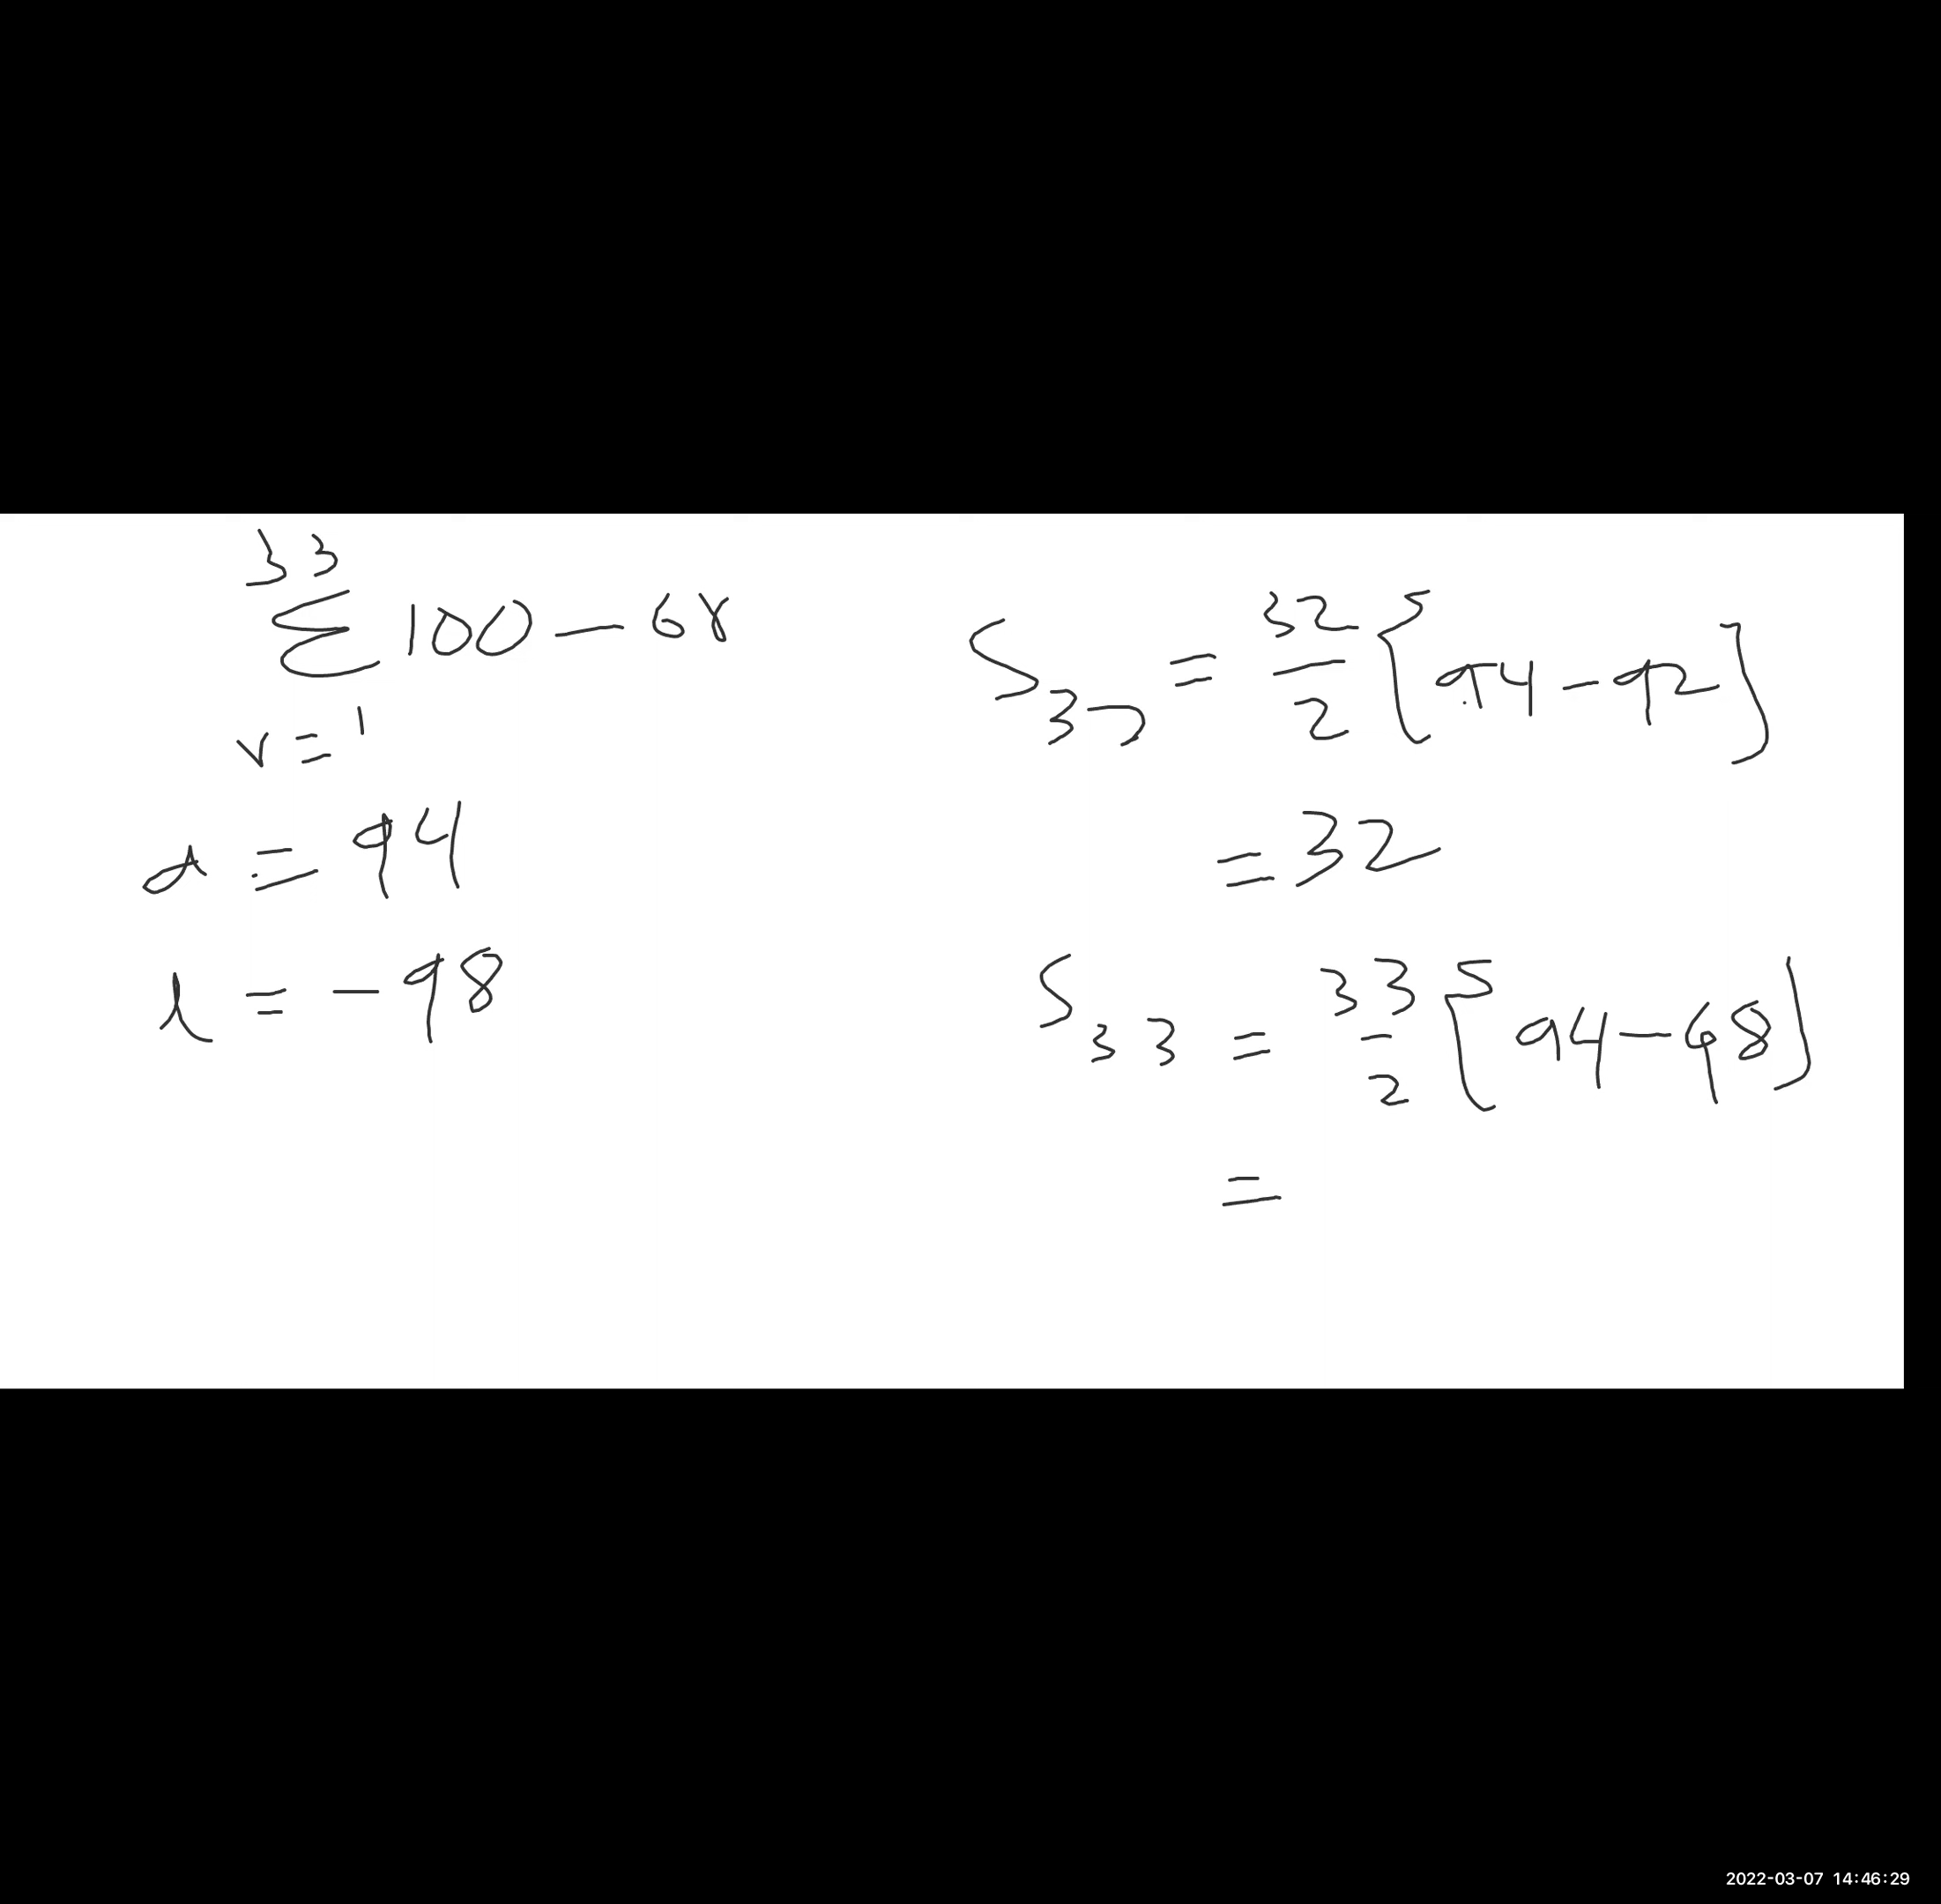 33
Σ 100 - 6r
r = 1
a = 94
l = - 98
S32 = 32/2 [94 - 92]
= 32
S33 = 33/2 [94 - 98]
=
2022-03-07 14:46:29